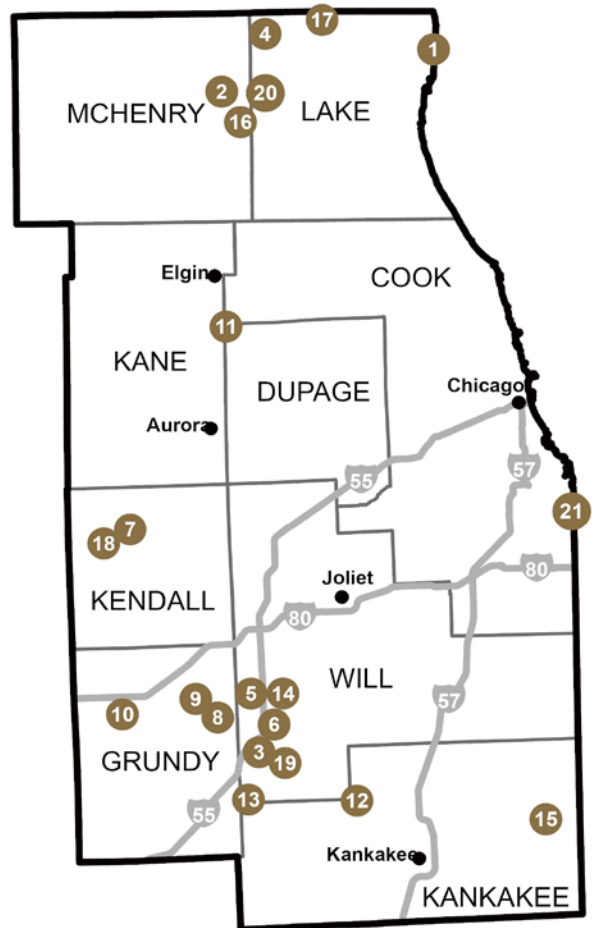 17
4
1
2
20
MCHENRY
LAKE
16
Elgin
COOK
11
KANE
DUPAGE
Chicago
Aurora
57
55
21
7
18
80
Joliet
KENDALL
80
WILL
5
14
9
57
10
8
6
3
GRUNDY
19
13
12
55
15
Kankakee
KANKAKEE